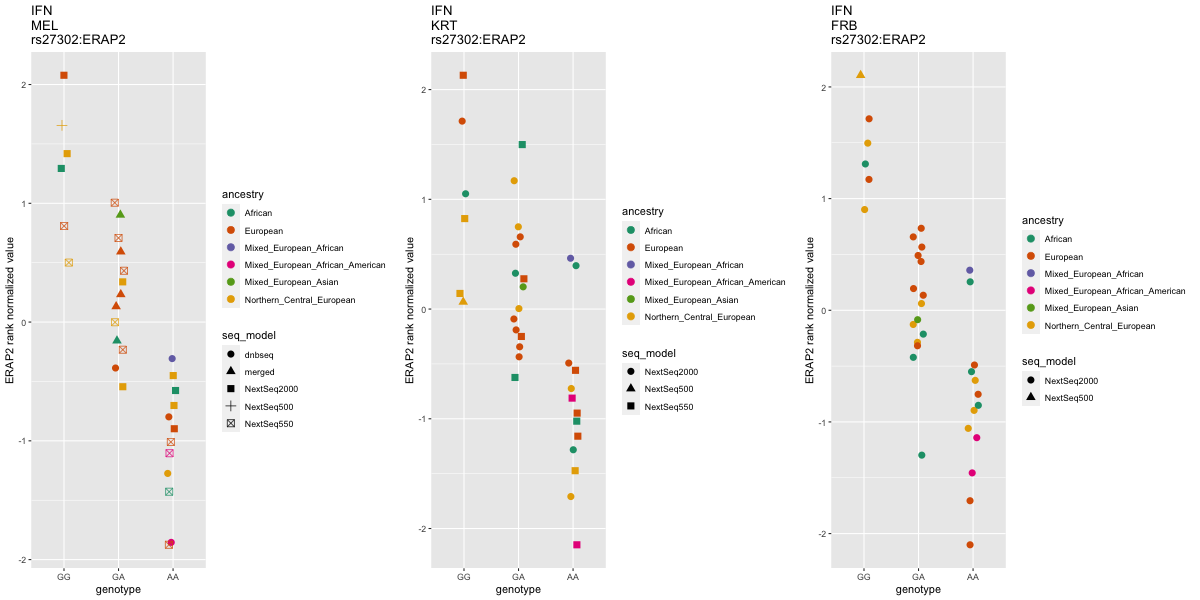 IFN
MEL
rs27302:ERAP2
ERAP2 rank normalized value
2
1
0
-1
-2
GG
GA
AA
genotype
ancestry
African
European
Mixed_European_African
Mixed_European_African_American
Mixed_European_Asian
Northern_Central_European
seq_model
dnbseq
merged
NextSeq2000
NextSeq500
NextSeq550
IFN
KRT
rs27302:ERAP2
ERAP2 rank normalized value
2
1
0
-1
-2
GG
GA
AA
genotype
ancestry
African
European
Mixed_European_African
Mixed_European_African_American
Mixed_European_Asian
Northern_Central_European
seq_model
NextSeq2000
NextSeq500
NextSeq550
IFN
FRB
rs27302:ERAP2
ERAP2 rank normalized value
2
1
0
-1
-2
GG
GA
AA
genotype
ancestry
African
European
Mixed_European_African
Mixed_European_African_American
Mixed_European_Asian
Northern_Central_European
seq_model
NextSeq2000
NextSeq500